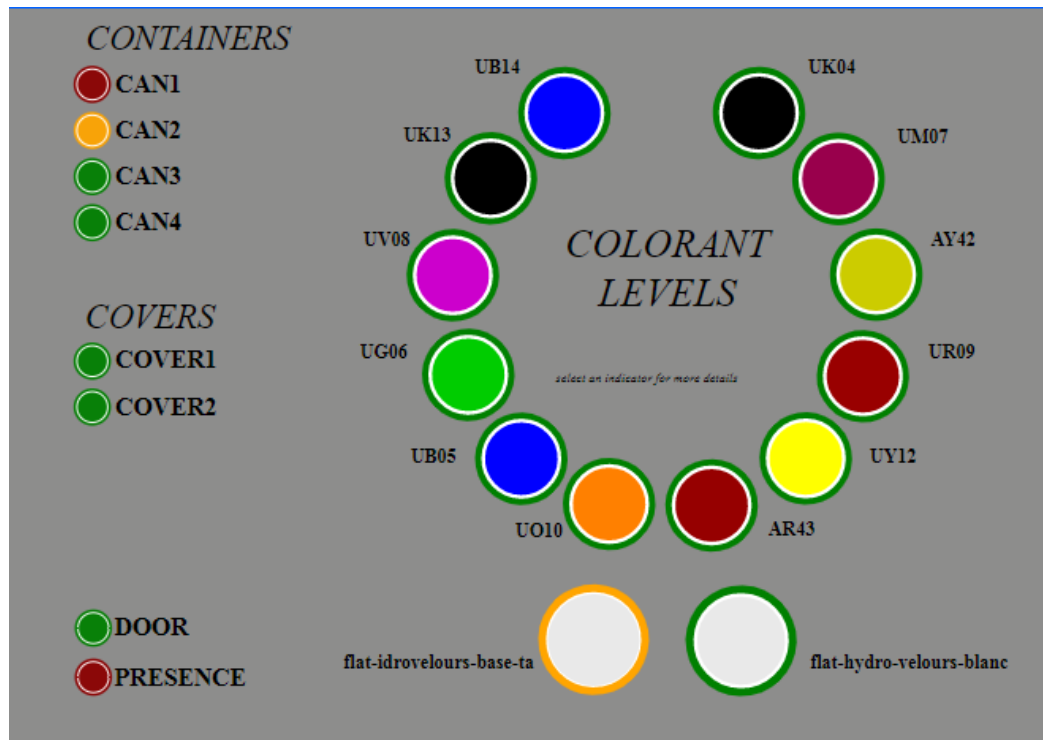 CONTAINERS
CAN1
CAN2
CAN3
CAN4
COVERS
COVER1
COVER2
DOOR
PRESENCE
COLORANT
LEVELS
select an indicator for more details
UB14
UK13
UV08
UG06
UB05
UO10
UK04
UM07
AY42
UR09
UY12
AR43
flat-idrovelours-base-ta
flat-hydro-velours-blanc